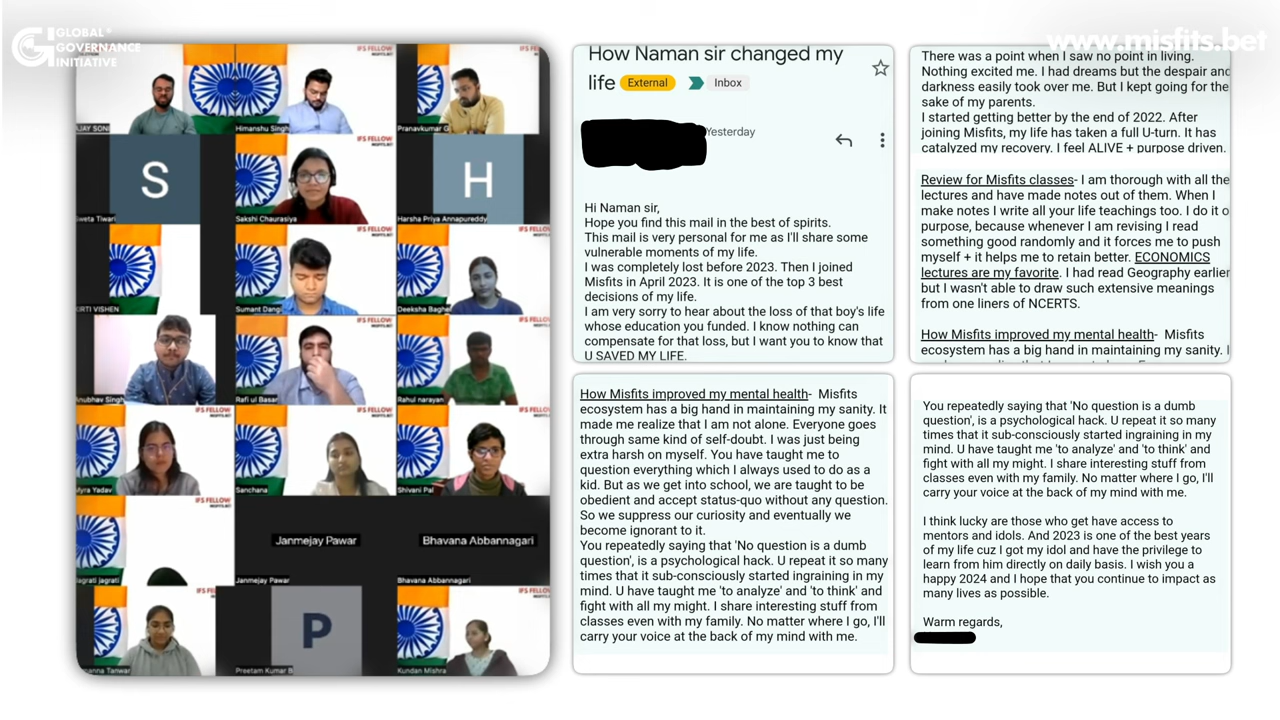 GLOBAL
GOVERNANCE
INITIATIVE
www.misfits.bet
IFS FELLOW
IJAY SONI
Himanshu Singh
Pranavkumar G
IFS FELLOW
S
H
Sweta Tiwari
Sakshi Chaurasiya
Harsha Priya Annapureddy
IFS FELLOW
IRTI VISHEN
Sumant Dangi
Deeksha Baghel
IFS FELLOW
Anubhav Singh
Rafi ul Basar
Rahul narayan
IFS FELLOW
IFS FELLOW
IFS FELLOW
Myra Yadav
Sanchana
Shivani Pal
IFS FELLOW
Janmejay Pawar
Bhavana Abbannagari
Jagrati jagrati
Janmejay Pawar
Bhavana Abbannagari
P
Tanwar
Preetam Kumar B
Kundan Mishra
How Naman sir changed my
life External Inbox
Yesterday
Hi Naman sir,
Hope you find this mail in the best of spirits.
This mail is very personal for me as I'll share some
vulnerable moments of my life.
I was completely lost before 2023. Then I joined
Misfits in April 2023. It is one of the top 3 best
decisions of my life.
I am very sorry to hear about the loss of that boy's life
whose education you funded. I know nothing can
compensate for that loss, but I want you to know that
U SAVED MY LIFE.
There was a point when I saw no point in living.
Nothing excited me. I had dreams but the despair and
darkness easily took over me. But I kept going for the
sake of my parents.
I started getting better by the end of 2022. After
joining Misfits, my life has taken a full U-turn. It has
catalyzed my recovery. I feel ALIVE + purpose driven.
Review for Misfits classes- I am thorough with all the
lectures and have made notes out of them. When I
make notes I write all your life teachings too. I do it o
purpose, because whenever I am revising I read
something good randomly and it forces me to push
myself + it helps me to retain better. ECONOMICS
lectures are my favorite. I had read Geography earlier
but I wasn't able to draw such extensive meanings
from one liners of NCERTS.
How Misfits improved my mental health- Misfits
ecosystem has a big hand in maintaining my sanity. I
How Misfits improved my mental health- Misfits
ecosystem has a big hand in maintaining my sanity. It
made me realize that I am not alone. Everyone goes
through same kind of self-doubt. I was just being
extra harsh on myself. You have taught me to
question everything which I always used to do as a
kid. But as we get into school, we are taught to be
obedient and accept status-quo without any question.
So we suppress our curiosity and eventually we
become ignorant to it.
You repeatedly saying that 'No question is a dumb
question', is a psychological hack. U repeat it so many
times that it sub-consciously started ingraining in my
mind. U have taught me 'to analyze' and 'to think' and
fight with all my might. I share interesting stuff from
classes even with my family. No matter where I go, I'll
carry your voice at the back of my mind with me.
You repeatedly saying that 'No question is a dumb
question', is a psychological hack. U repeat it so many
times that it sub-consciously started ingraining in my
mind. U have taught me 'to analyze' and 'to think' and
fight with all my might. I share interesting stuff from
classes even with my family. No matter where I go, I'll
carry your voice at the back of my mind with me.
I think lucky are those who get have access to
mentors and idols. And 2023 is one of the best years
of my life cuz I got my idol and have the privilege to
learn from him directly on daily basis. I wish you a
happy 2024 and I hope that you continue to impact as
many lives as possible.
Warm regards,